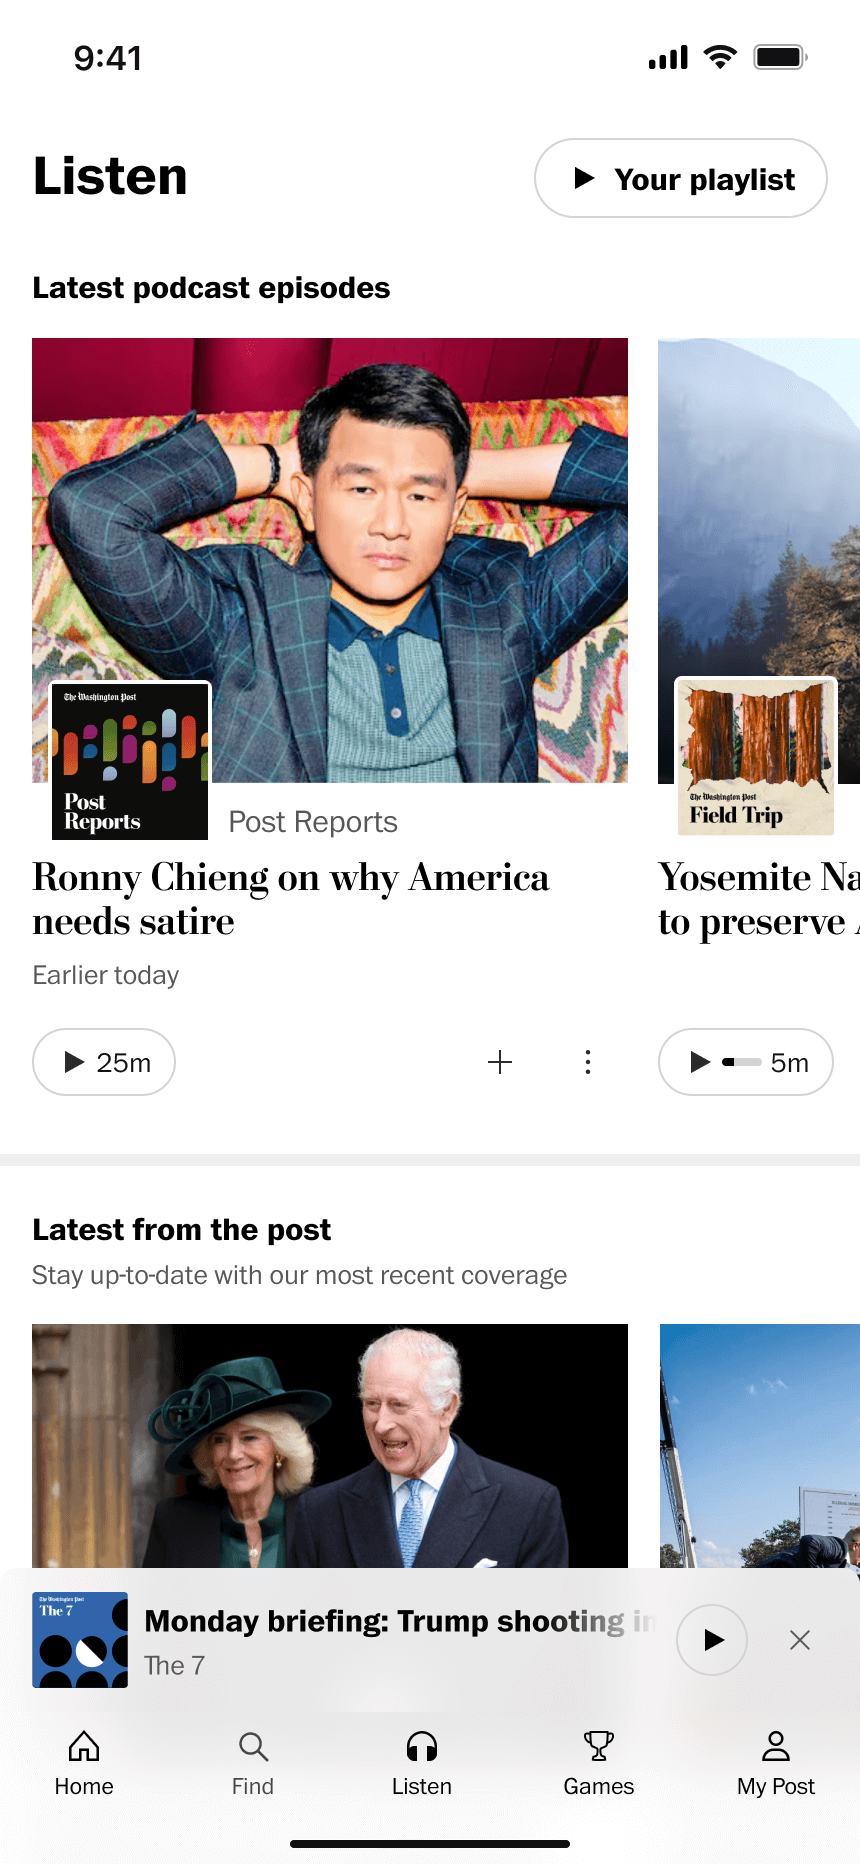 9:41
Listen
Your playlist
Latest podcast episodes
The Washington Post
Post
Reports
Post Reports
Ronny Chieng on why America
needs satire
Earlier today
25m
The Washington Post
Field Trip
Yosemite Na
to preserve
5m
Latest from the post
Stay up-to-date with our most recent coverage
The Washington Post
The 7
Monday briefing: Trump shooting in
The 7
Home
Find
Listen
Games
My Post